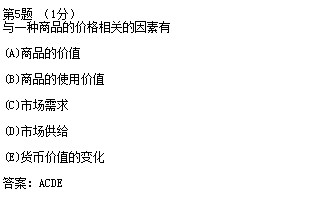 第5题 （1分）
与一种商品的价格相关的因素有
(A)商品的价值
(B)商品的使用价值
(C)市场需求
(D)市场供给
(E)货币价值的变化
答案：ACDE